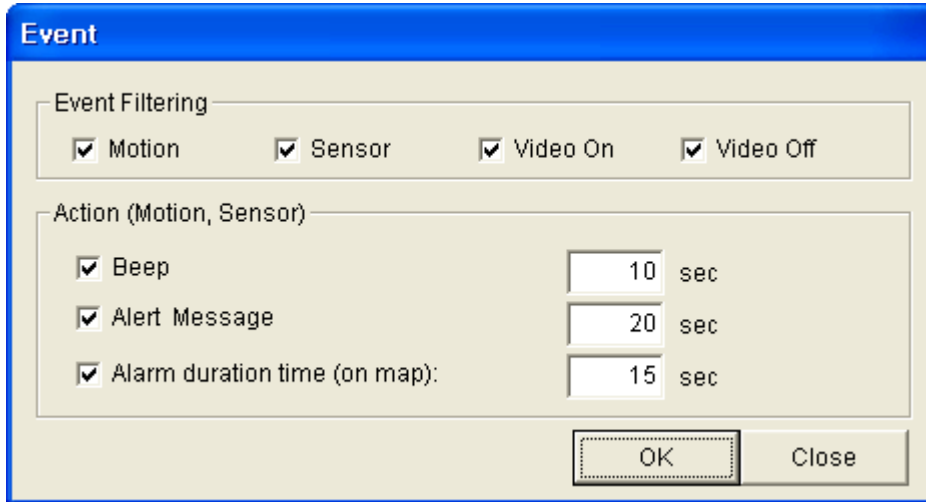 Event
Event Filtering
Motion Sensor Video On Video Off
Action (Motion, Sensor)
Beep 10 sec
Alert Message 20 sec
Alarm duration time (on map): 15 sec
OK Close